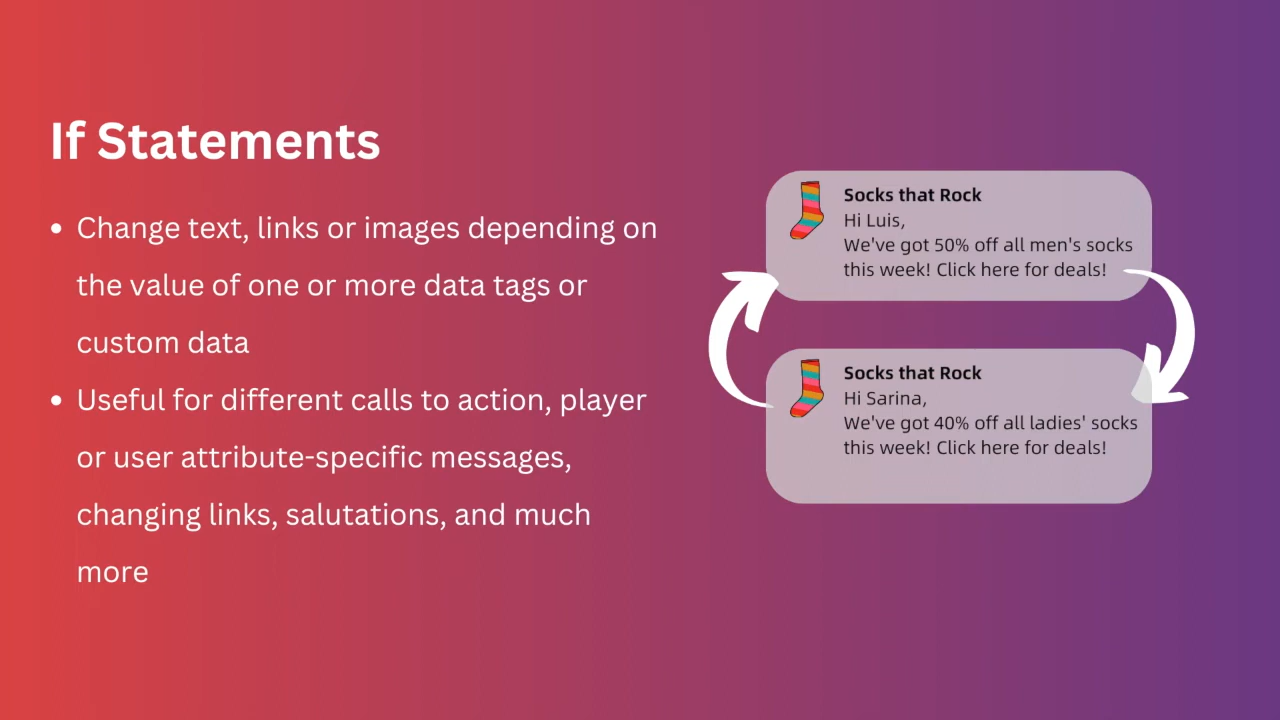 If Statements
• Change text, links or images depending on
the value of one or more data tags or
custom data
• Useful for different calls to action, player
or user attribute-specific messages,
changing links, salutations, and much
more
Socks that Rock
Hi Luis,
We've got 50% off all men's socks
this week! Click here for deals!
Socks that Rock
Hi Sarina,
We've got 40% off all ladies' socks
this week! Click here for deals!